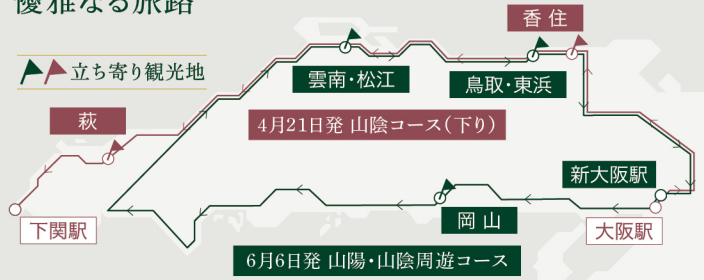 優雅なる旅路
立ち寄り観光地
香住
雲南・松江
鳥取・東浜
萩
4月21日発 山陰コース(下り)
新大阪駅
岡山
下関駅
大阪駅
6月6日発 山陽・山陰周遊コース